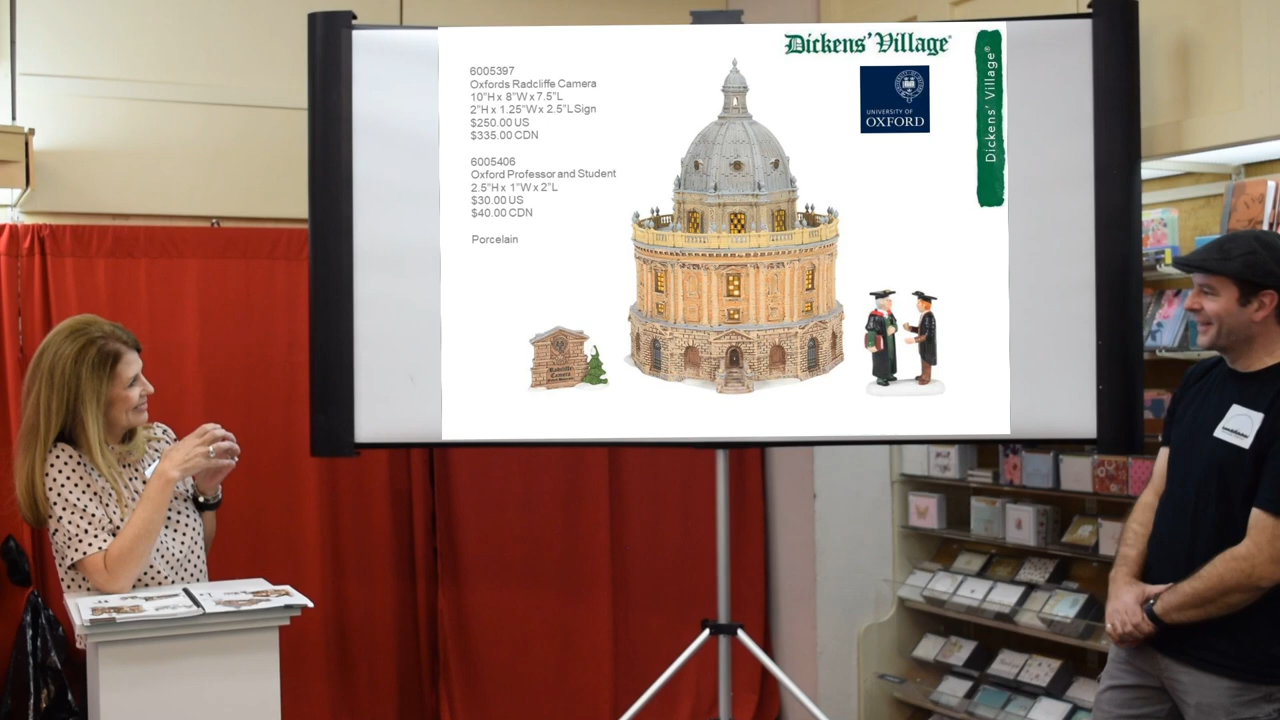 Dickens' Village®
6005397
Oxfords Radcliffe Camera
10"H x 8"W x 7.5"L
2"H x 1.25"W x 2.5"L Sign
$250.00 US
$335.00 CDN
6005406
Oxford Professor and Student
2.5"H x 1"W x 2"L
$30.00 US
$40.00 CDN
Porcelain
UNIVERSITY OF
OXFORD
Dickens' Village®
Radcliffe
Camera